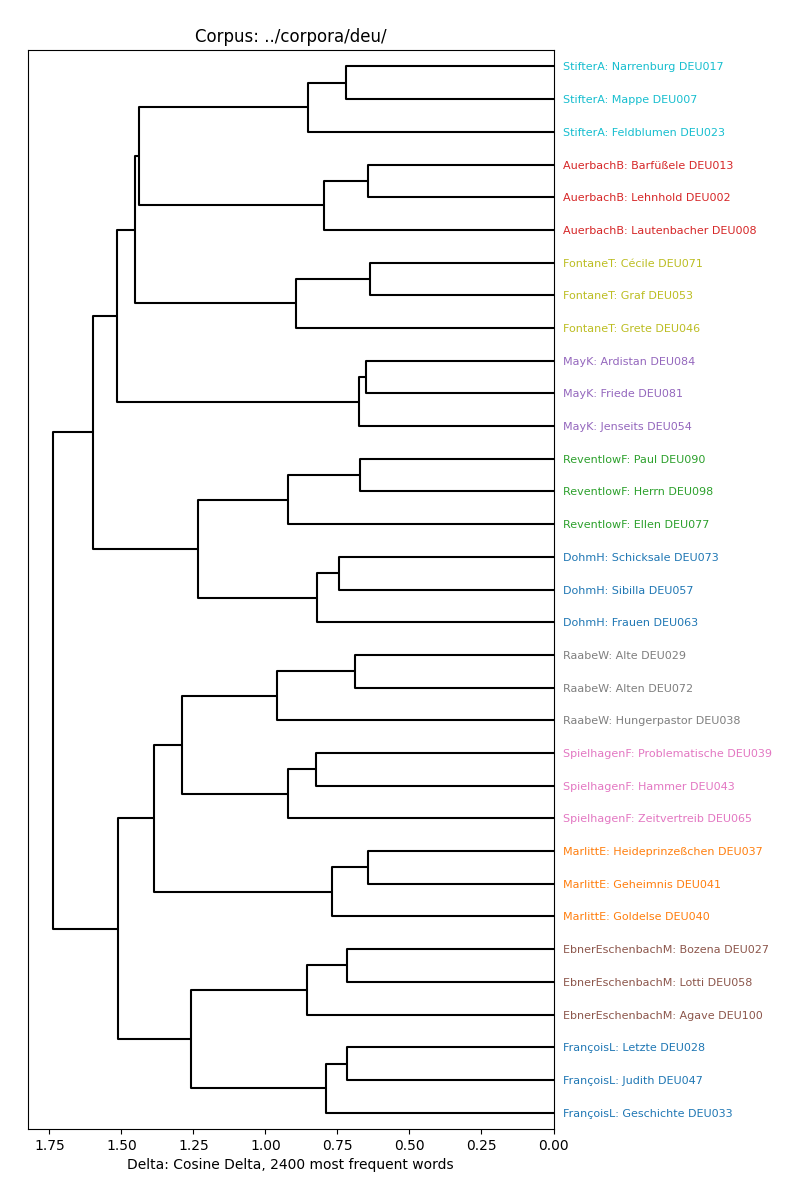 Corpus: ../corpora/deu/
StifterA: Narrenburg DEU017
StifterA: Mappe DEU007
StifterA: Feldblumen DEU023
AuerbachB: Barfüßele DEU013
AuerbachB: Lehnhold DEU002
AuerbachB: Lautenbacher DEU008
FontaneT: Cécile DEU071
FontaneT: Graf DEU053
FontaneT: Grete DEU046
MayK: Ardistan DEU084
MayK: Friede DEU081
MayK: Jenseits DEU054
ReventlowF: Paul DEU090
ReventlowF: Herrn DEU098
ReventlowF: Ellen DEU077
DohmH: Schicksale DEU073
DohmH: Sibilla DEU057
DohmH: Frauen DEU063
RaabeW: Alte DEU029
RaabeW: Alten DEU072
RaabeW: Hungerpastor DEU038
SpielhagenF: Problematische DEU039
SpielhagenF: Hammer DEU043
SpielhagenF: Zeitvertreib DEU065
MarlittE: Heideprinzeßchen DEU037
MarlittE: Geheimnis DEU041
MarlittE: Goldelse DEU040
EbnerEschenbachM: Bozena DEU027
EbnerEschenbachM: Lotti DEU058
EbnerEschenbachM: Agave DEU100
FrançoisL: Letzte DEU028
FrançoisL: Judith DEU047
FrançoisL: Geschichte DEU033
1.75 1.50 1.25 1.00 0.75 0.50 0.25 0.00
Delta: Cosine Delta, 2400 most frequent words